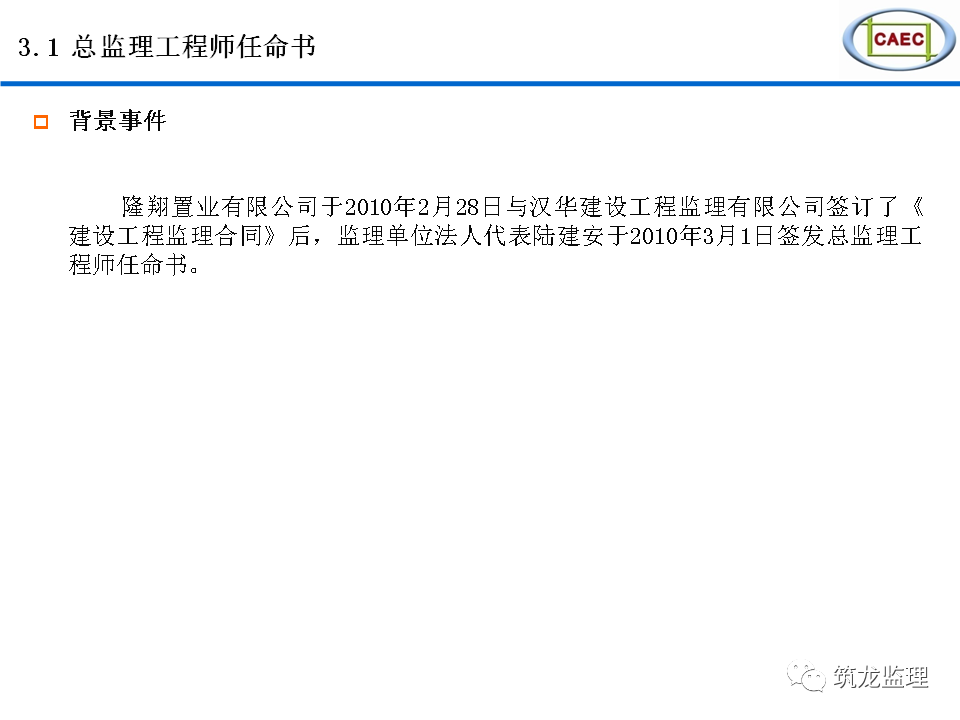 3.1 总监理工程师任命书
CAEC
背景事件
隆翔置业有限公司于2010年2月28日与汉华建设工程监理有限公司签订了《
建设工程监理合同》后，监理单位法人代表陆建安于2010年3月1日签发总监理工
程师任命书。
筑龙监理